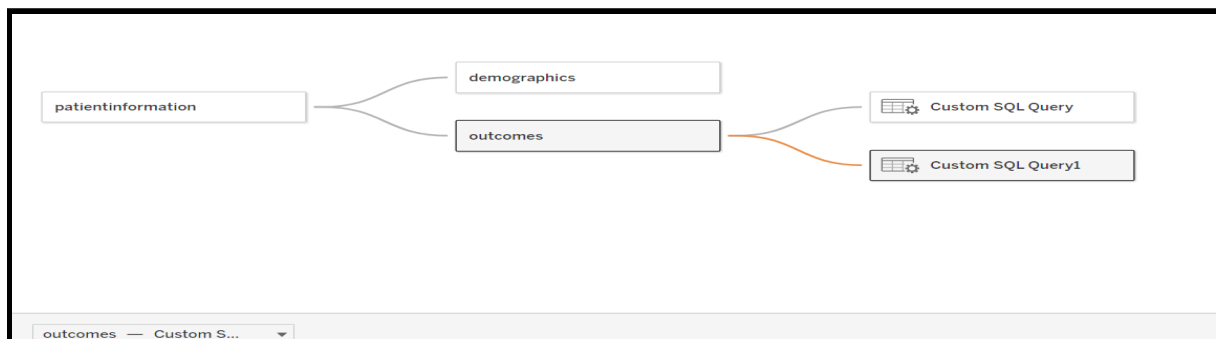 demographics
patientinformation
Custom SQL Query
outcomes
Custom SQL Query1
outcomes — Custom S...